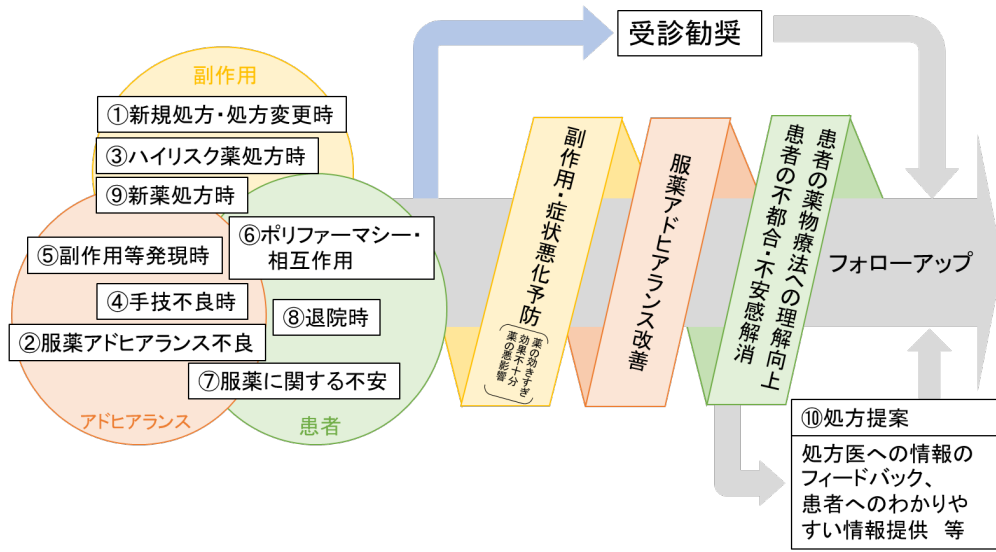 受診勧奨
副作用
①新規処方・処方変更時
③ハイリスク薬処方時
⑨新薬処方時
⑥ポリファーマシー・
相互作用
⑤副作用等発現時
④手技不良時
⑧退院時
②服薬アドヒアランス不良
⑦服薬に関する不安
アドヒアランス
患者
副作用・症状悪化予防
薬の効きすぎ
効果不十分
薬の悪影響
服薬アドヒアランス改善
患者の薬物療法への理解向上
患者の不都合・不安感解消
フォローアップ
⑩処方提案
処方医への情報の
フィードバック、
患者へのわかりや
すい情報提供 等